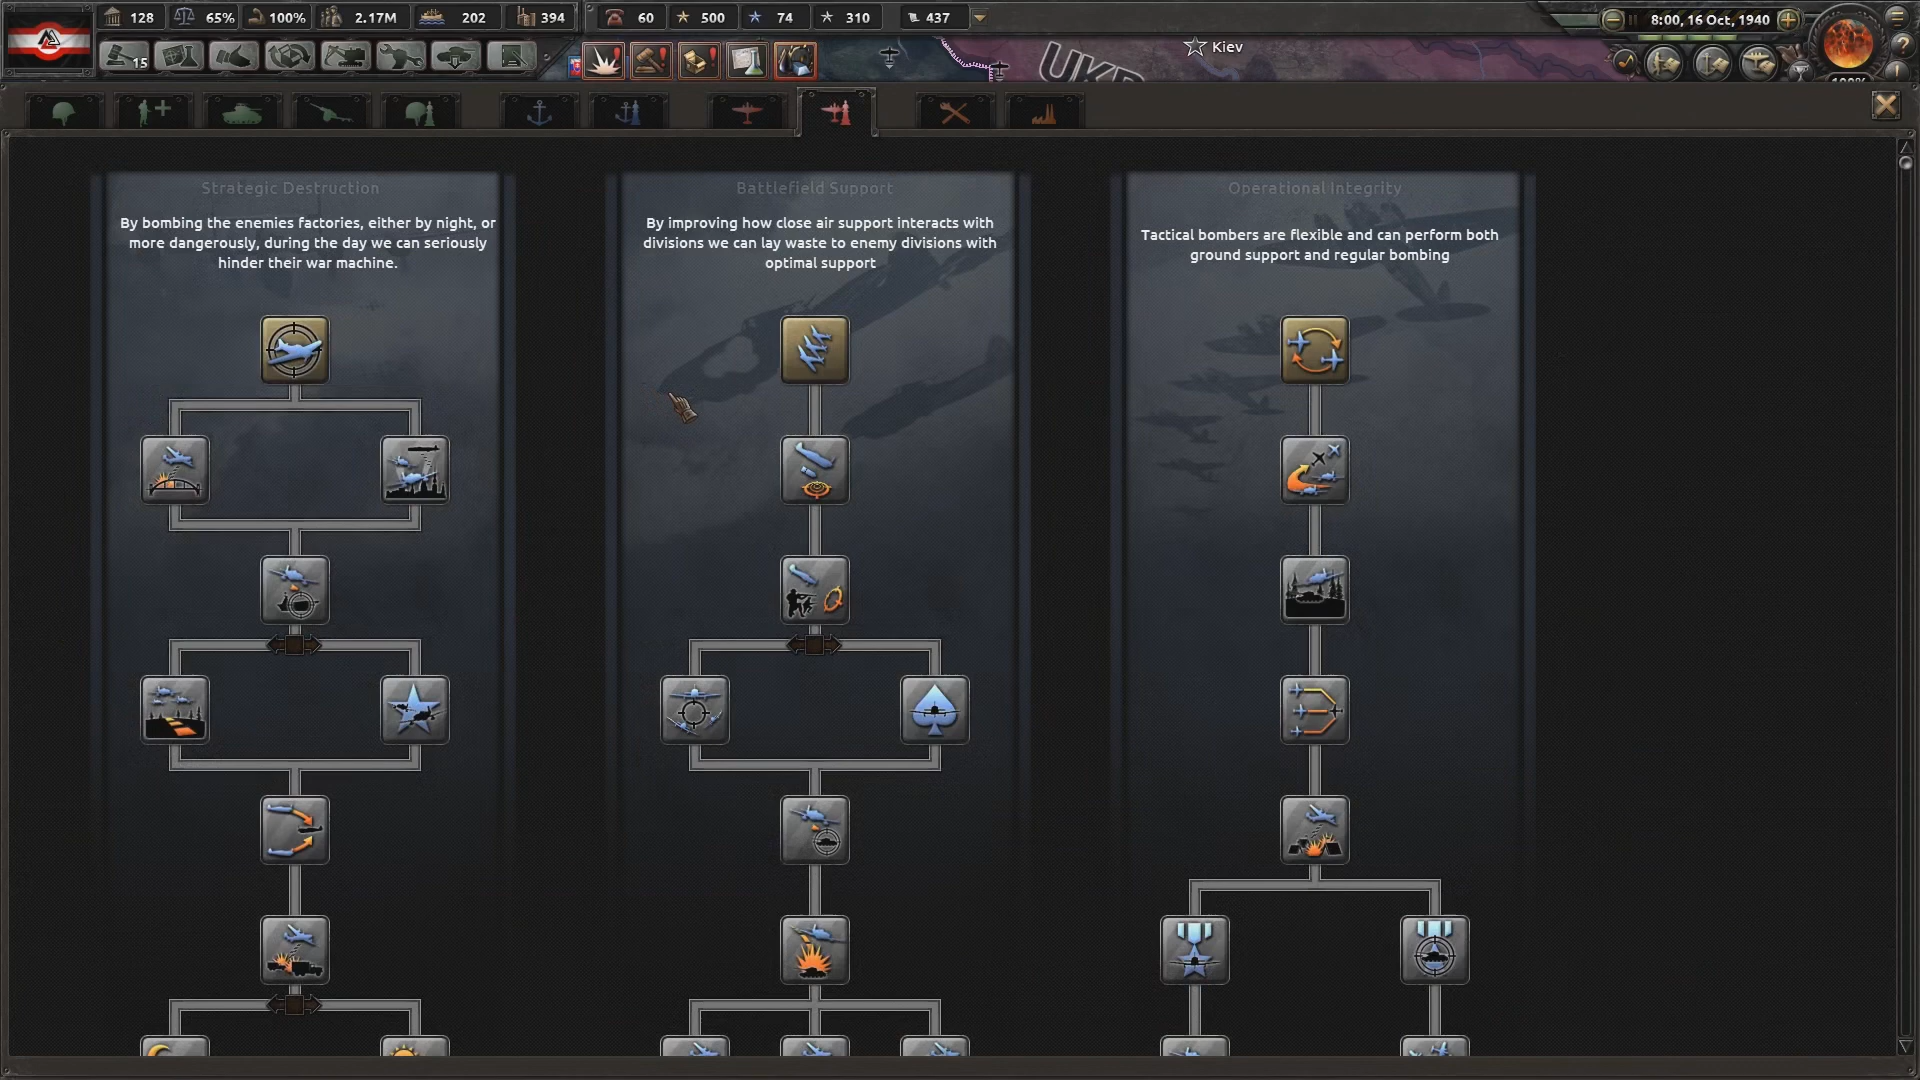 128 65% 100% 2.17M 202 394 60 500 74 310 437 8:00, 16 Oct, 1940
15
Kiev
Strategic Destruction
By bombing the enemies factories, either by night, or
more dangerously, during the day we can seriously
hinder their war machine.
Battlefield Support
By improving how close air support interacts with
divisions we can lay waste to enemy divisions with
optimal support
Operational Integrity
Tactical bombers are flexible and can perform both
ground support and regular bombing